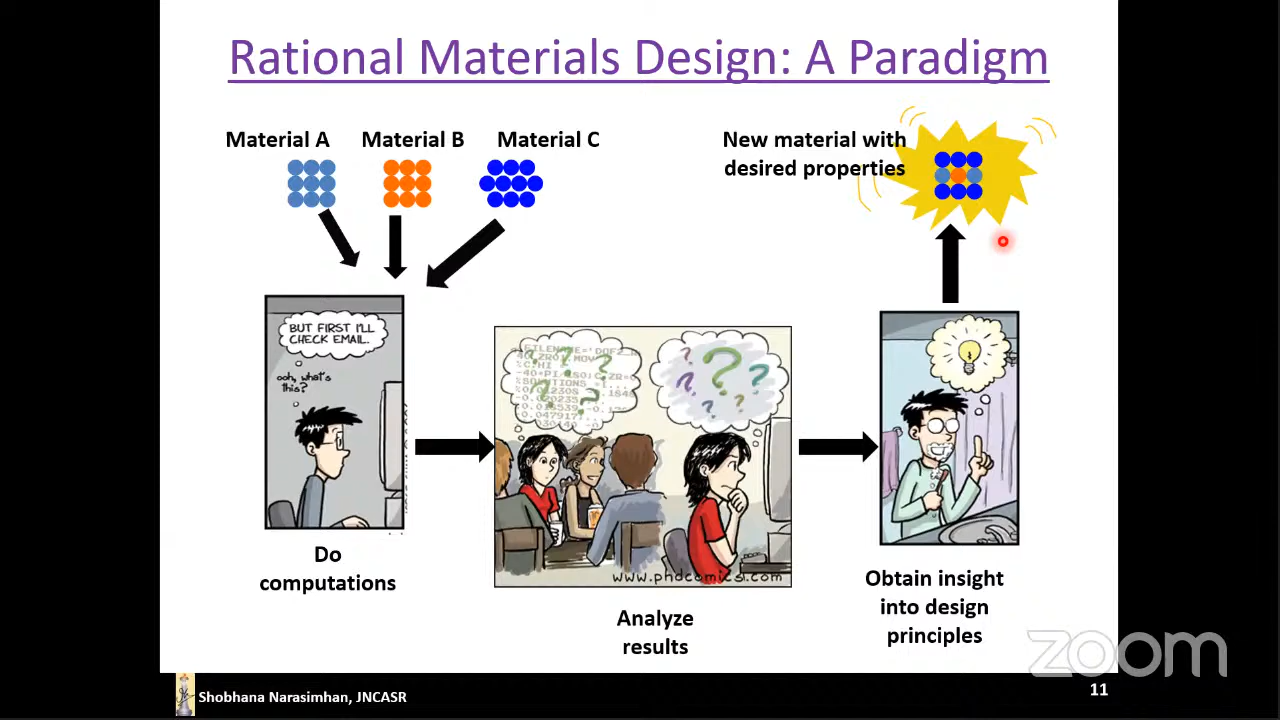 Rational Materials Design: A Paradigm
Material A
Material B
Material C
New material with
desired properties
BUT FIRST I'LL
CHECK EMAIL.
ooh, what's
this?
www.phdcomics.com
Do
computations
Analyze
results
Obtain insight
into design
principles
zoom
Shobhana Narasimhan, JNCASR
11